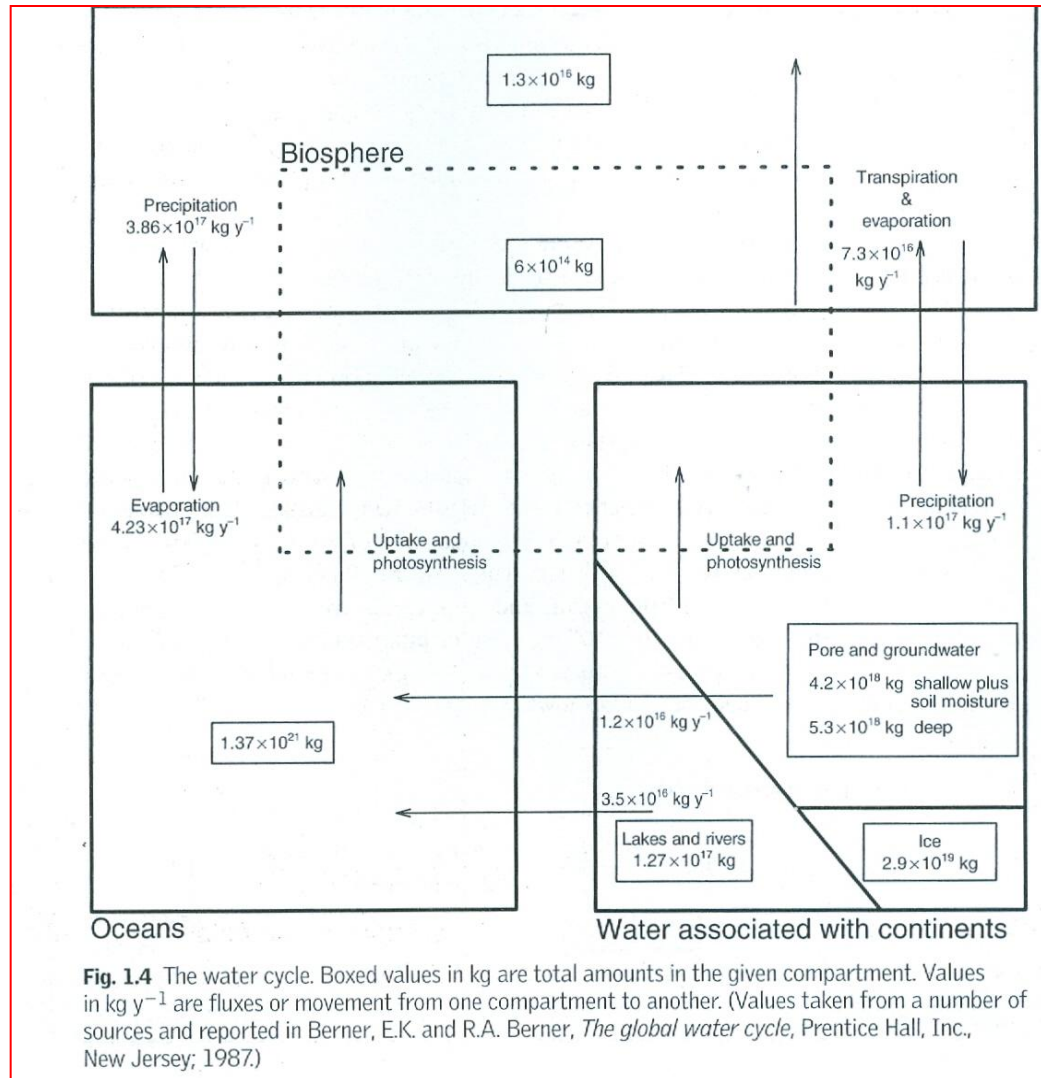 1.3×10¹⁶ kg
Biosphere
Precipitation
3.86×10¹⁷ kg y⁻¹
Transpiration
&
evaporation
7.3×10¹⁶
kg y⁻¹
6×10¹⁴ kg
Evaporation
4.23×10¹⁷ kg y⁻¹
Uptake and
photosynthesis
Uptake and
photosynthesis
Precipitation
1.1×10¹⁷ kg y⁻¹
Pore and groundwater
4.2×10¹⁸ kg shallow plus
soil moisture
5.3×10¹⁸ kg deep
1.2×10¹⁶ kg y⁻¹
1.37×10²¹ kg
3.5×10¹⁶ kg y⁻¹
Lakes and rivers
1.27×10¹⁷ kg
Ice
2.9×10¹⁹ kg
Oceans
Water associated with continents
Fig. 1.4 The water cycle. Boxed values in kg are total amounts in the given compartment. Values
in kg y⁻¹ are fluxes or movement from one compartment to another. (Values taken from a number of
sources and reported in Berner, E.K. and R.A. Berner, The global water cycle, Prentice Hall, Inc.,
New Jersey; 1987.)